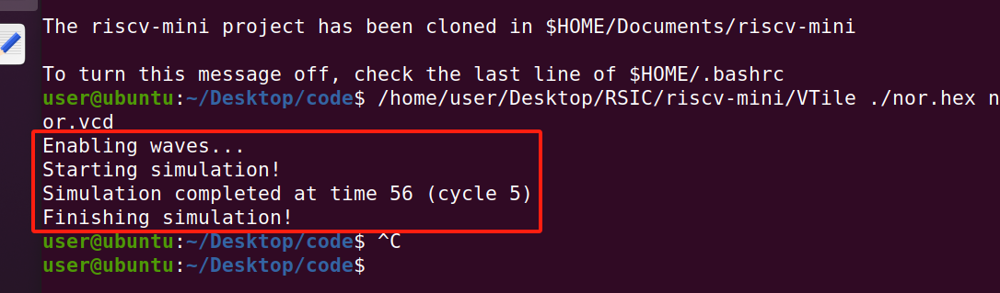 The riscv-mini project has been cloned in $HOME/Documents/riscv-mini
To turn this message off, check the last line of $HOME/.bashrc
user@ubuntu:~/Desktop/code$ /home/user/Desktop/RSIC/riscv-mini/VTile ./nor.hex n
or.vcd
Enabling waves...
Starting simulation!
Simulation completed at time 56 (cycle 5)
Finishing simulation!
user@ubuntu:~/Desktop/code$ ^C
user@ubuntu:~/Desktop/code$